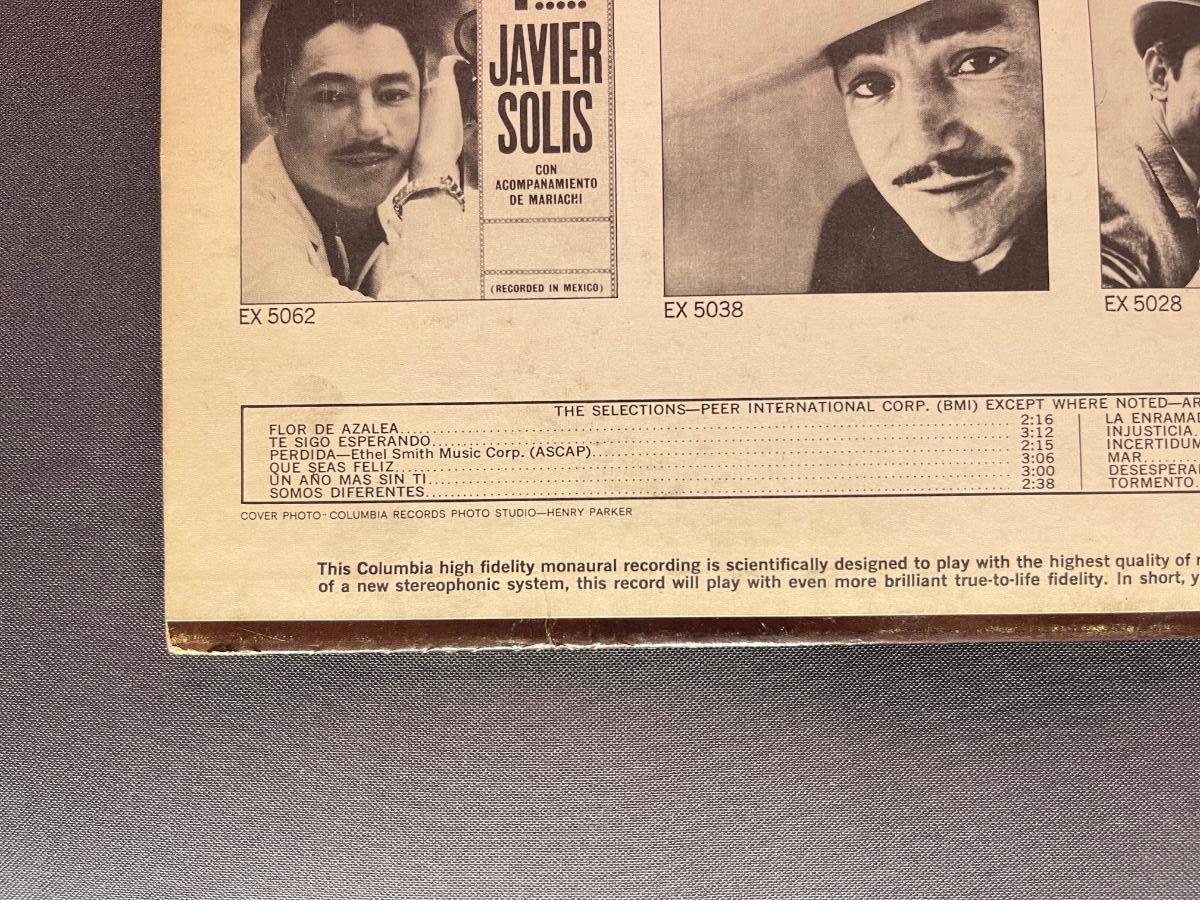 JAVIER
SOLIS
CON
ACOMPANAMIENTO
DE MARIACHI
(RECORDED IN MEXICO)
EX 5062
EX 5038
EX 5028
THE SELECTIONS—PEER INTERNATIONAL CORP. (BMI) EXCEPT WHERE NOTED—AR
FLOR DE AZALEA 2:16
TE SIGO ESPERANDO 3:12
PERDIDA—Ethel Smith Music Corp. (ASCAP) 2:15
QUE SEAS FELIZ 3:06
UN AÑO MAS SIN TI 3:00
SOMOS DIFERENTES 2:38
LA ENRAMAD
INJUSTICIA
INCERTIDUM
MAR
DESESPERA
TORMENTO
COVER PHOTO—COLUMBIA RECORDS PHOTO STUDIO—HENRY PARKER
This Columbia high fidelity monaural recording is scientifically designed to play with the highest quality of r
of a new stereophonic system, this record will play with even more brilliant true-to-life fidelity. In short, y